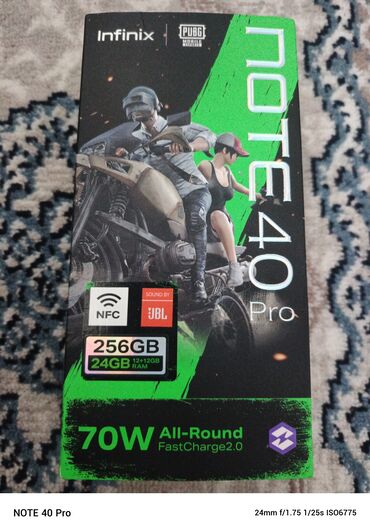 Infinix
PUBG
MOBILE
NOTE 40
Pro
NFC
SOUND BY
JBL
256GB
24GB 12+12GB
RAM
70W All-Round
FastCharge2.0
NOTE 40 Pro
24mm f/1.75 1/25s ISO6775